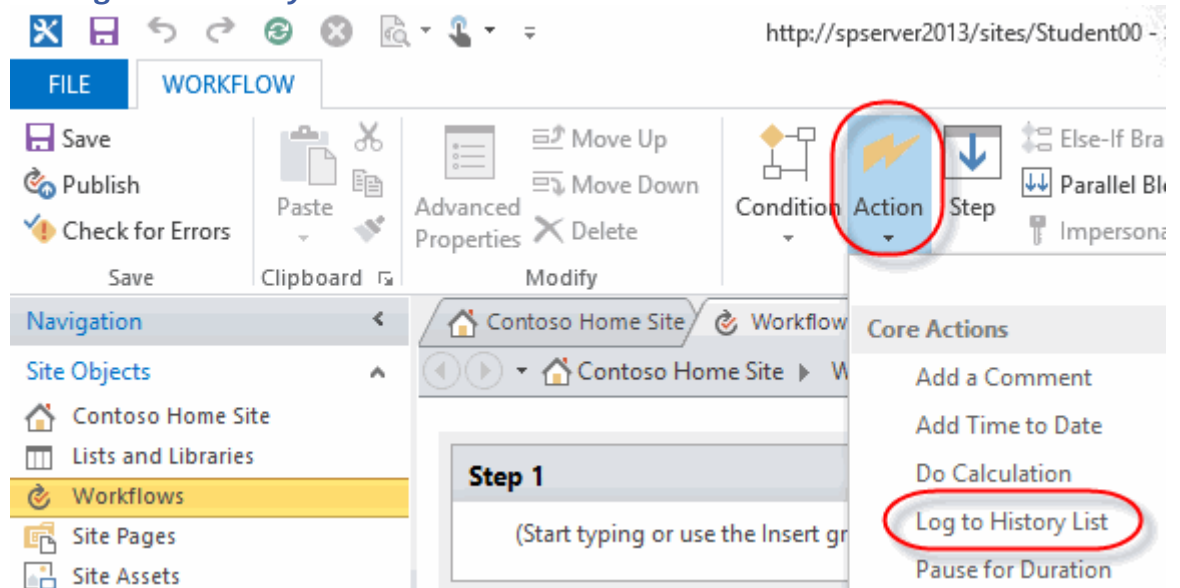 http://spserver2013/sites/Student00 -
FILE
WORKFLOW
Save
Publish
Check for Errors
Save
Paste
Clipboard
Advanced
Properties
Move Up
Move Down
Delete
Modify
Condition
Action
Step
Else-If Bra
Parallel Blo
Impersona
Navigation
Site Objects
Contoso Home Site
Lists and Libraries
Workflows
Site Pages
Site Assets
Contoso Home Site
Workflow
Contoso Home Site
W
Step 1
(Start typing or use the Insert gr
Core Actions
Add a Comment
Add Time to Date
Do Calculation
Log to History List
Pause for Duration